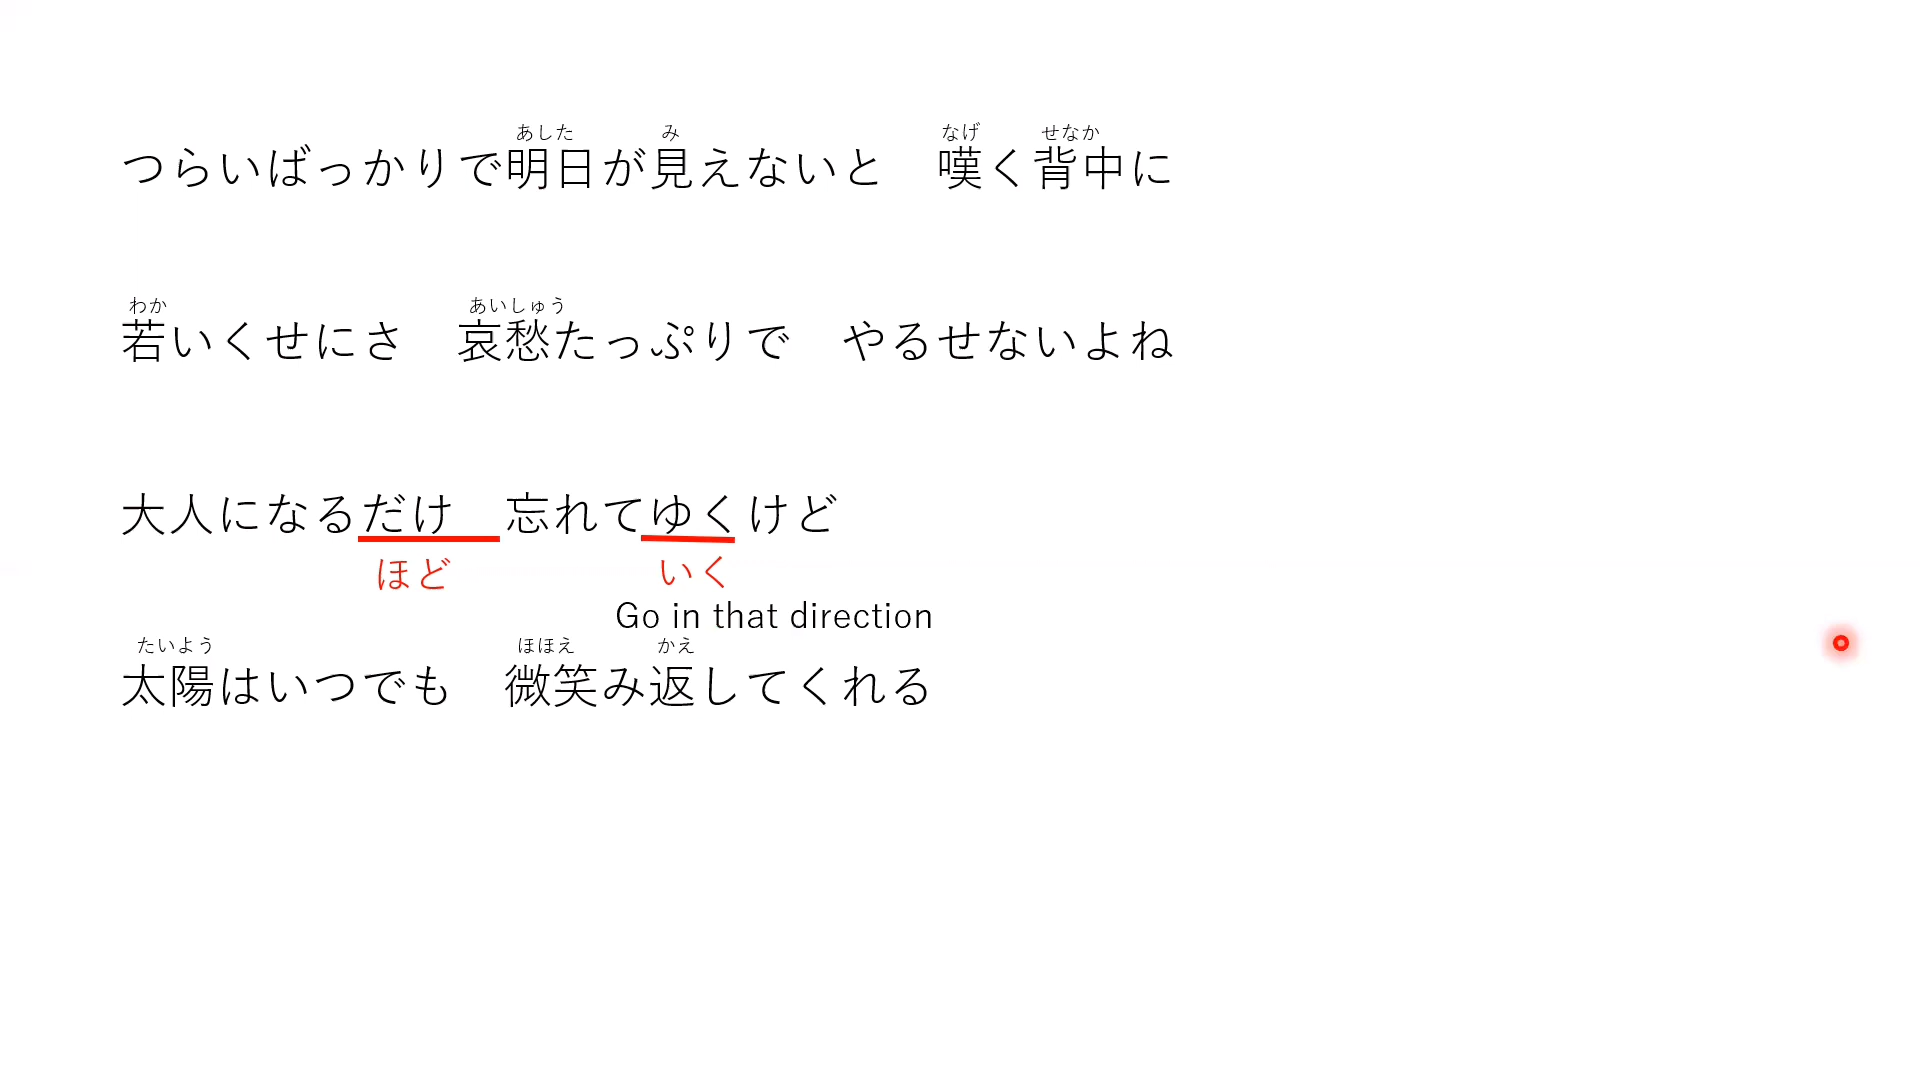 あした み なげ せなか
つらいばっかりで明日が見えないと　嘆く背中に
わか あいしゅう
若いくせにさ　哀愁たっぷりで　やるせないよね
大人になるだけ　忘れてゆくけど
ほど いく
Go in that direction
たいよう ほほえ かえ
太陽はいつでも　微笑み返してくれる